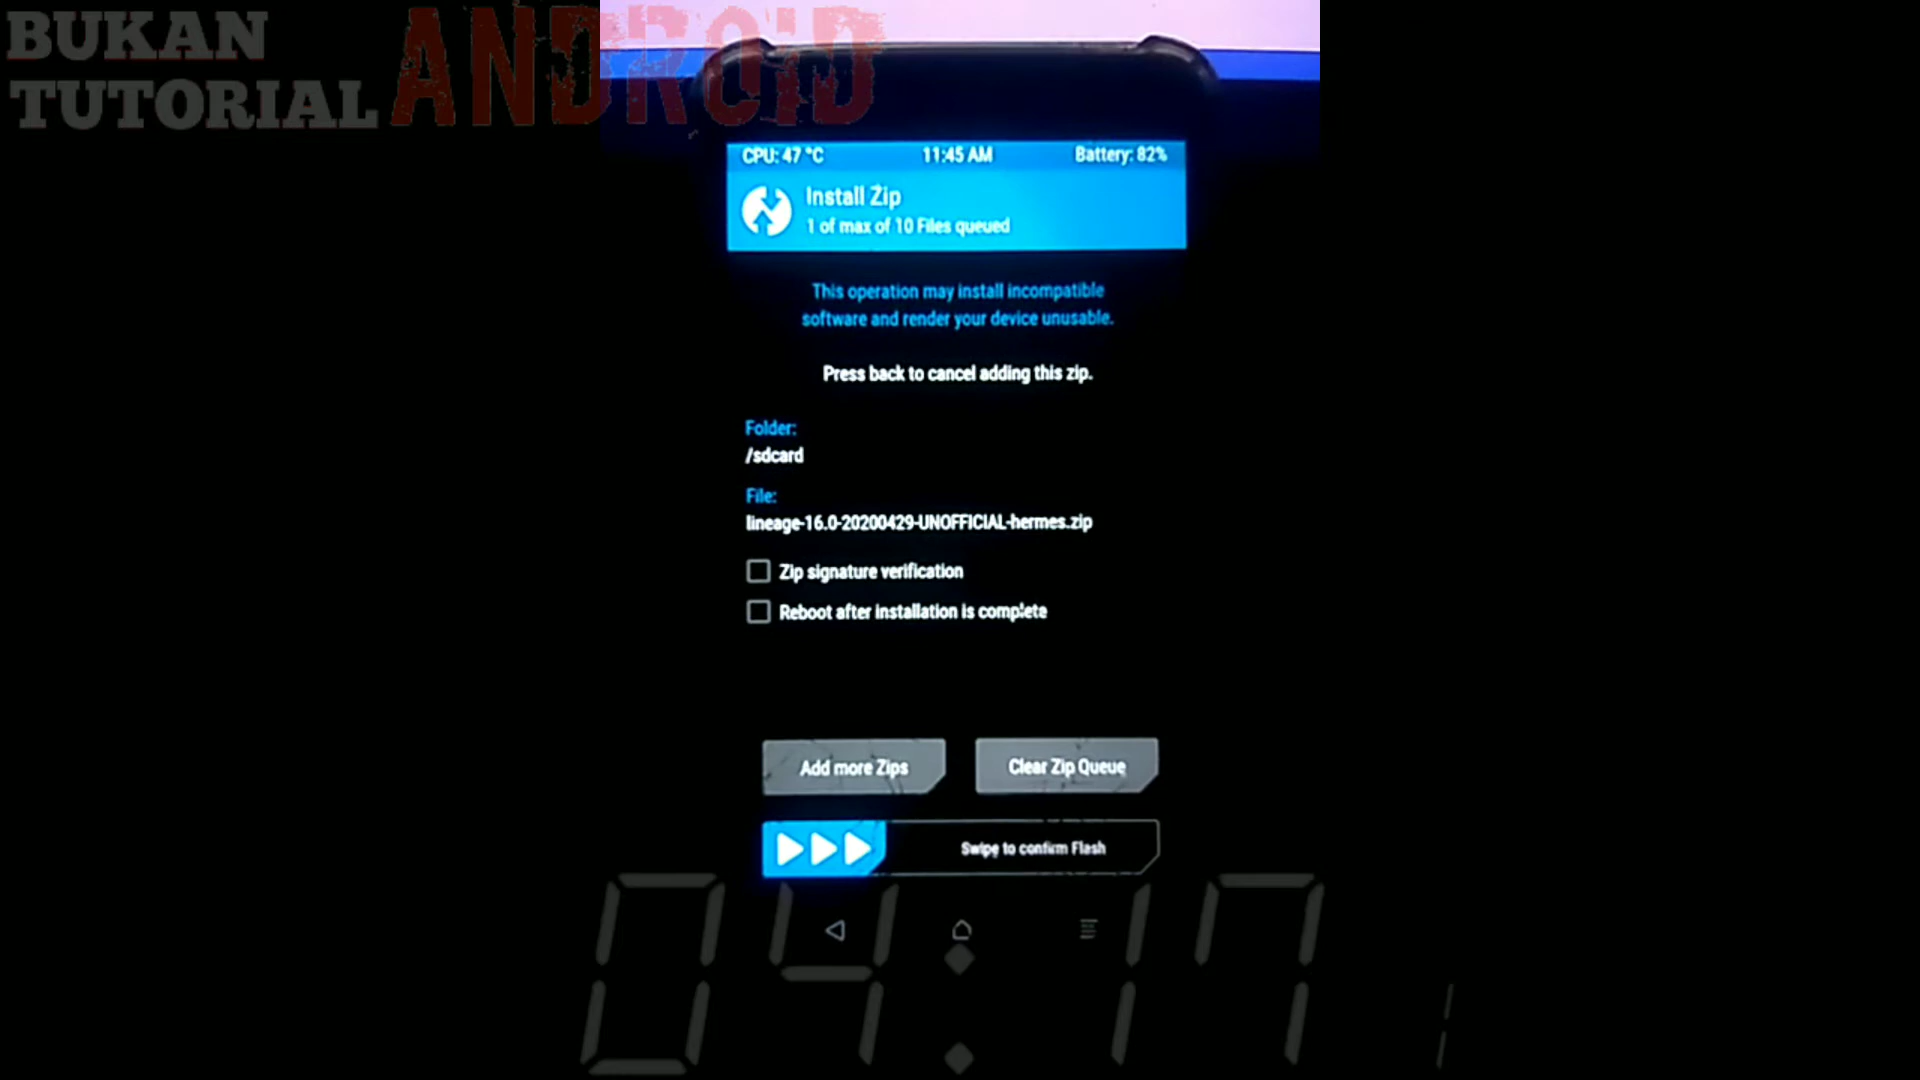 BUKAN
TUTORIAL ANDROID
CPU: 47 °C 11:45 AM Battery: 82%
Install Zip
1 of max of 10 Files queued
This operation may install incompatible
software and render your device unusable.
Press back to cancel adding this zip.
Folder:
/sdcard
File:
lineage-16.0-20200429-UNOFFICIAL-hermes.zip
Zip signature verification
Reboot after installation is complete
Add more Zips Clear Zip Queue
Swipe to confirm Flash
04:17